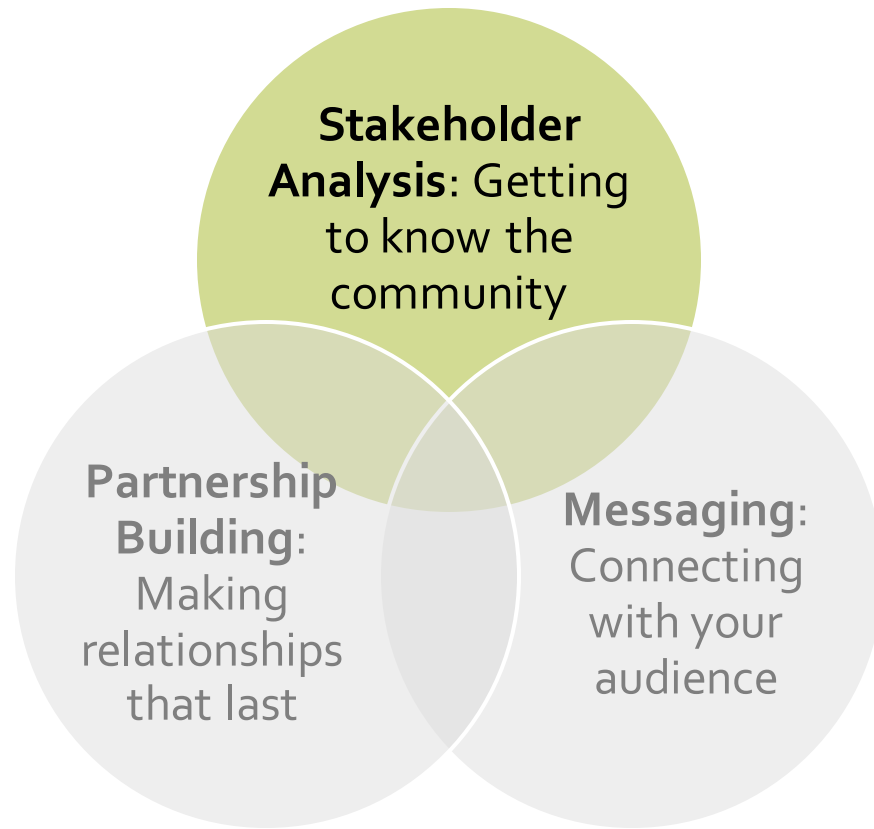 Stakeholder
Analysis: Getting
to know the
community
Partnership
Building:
Making
relationships
that last
Messaging:
Connecting
with your
audience